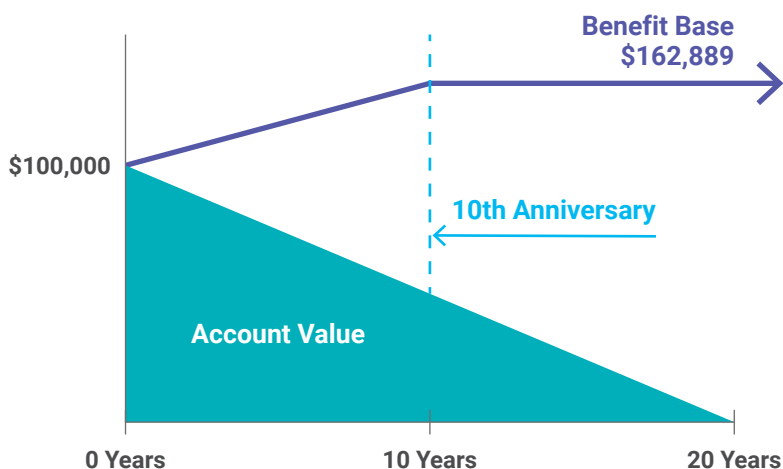 Benefit Base
$162,889
$100,000
10th Anniversary
Account Value
0 Years
10 Years
20 Years